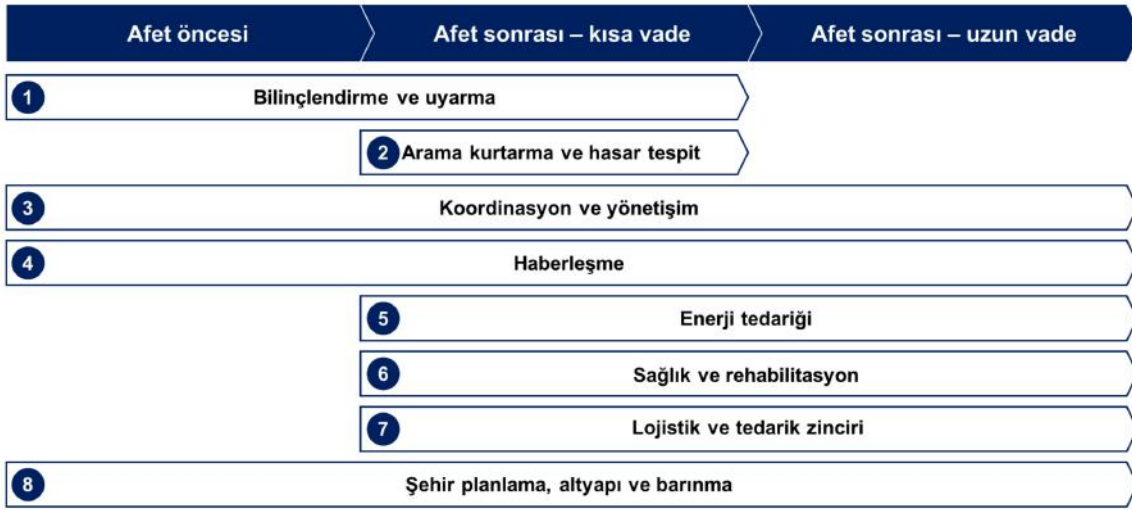 Afet öncesi
Afet sonrası – kısa vade
Afet sonrası – uzun vade
1 Bilinçlendirme ve uyarma
2 Arama kurtarma ve hasar tespit
3 Koordinasyon ve yönetişim
4 Haberleşme
5 Enerji tedariği
6 Sağlık ve rehabilitasyon
7 Lojistik ve tedarik zinciri
8 Şehir planlama, altyapı ve barınma